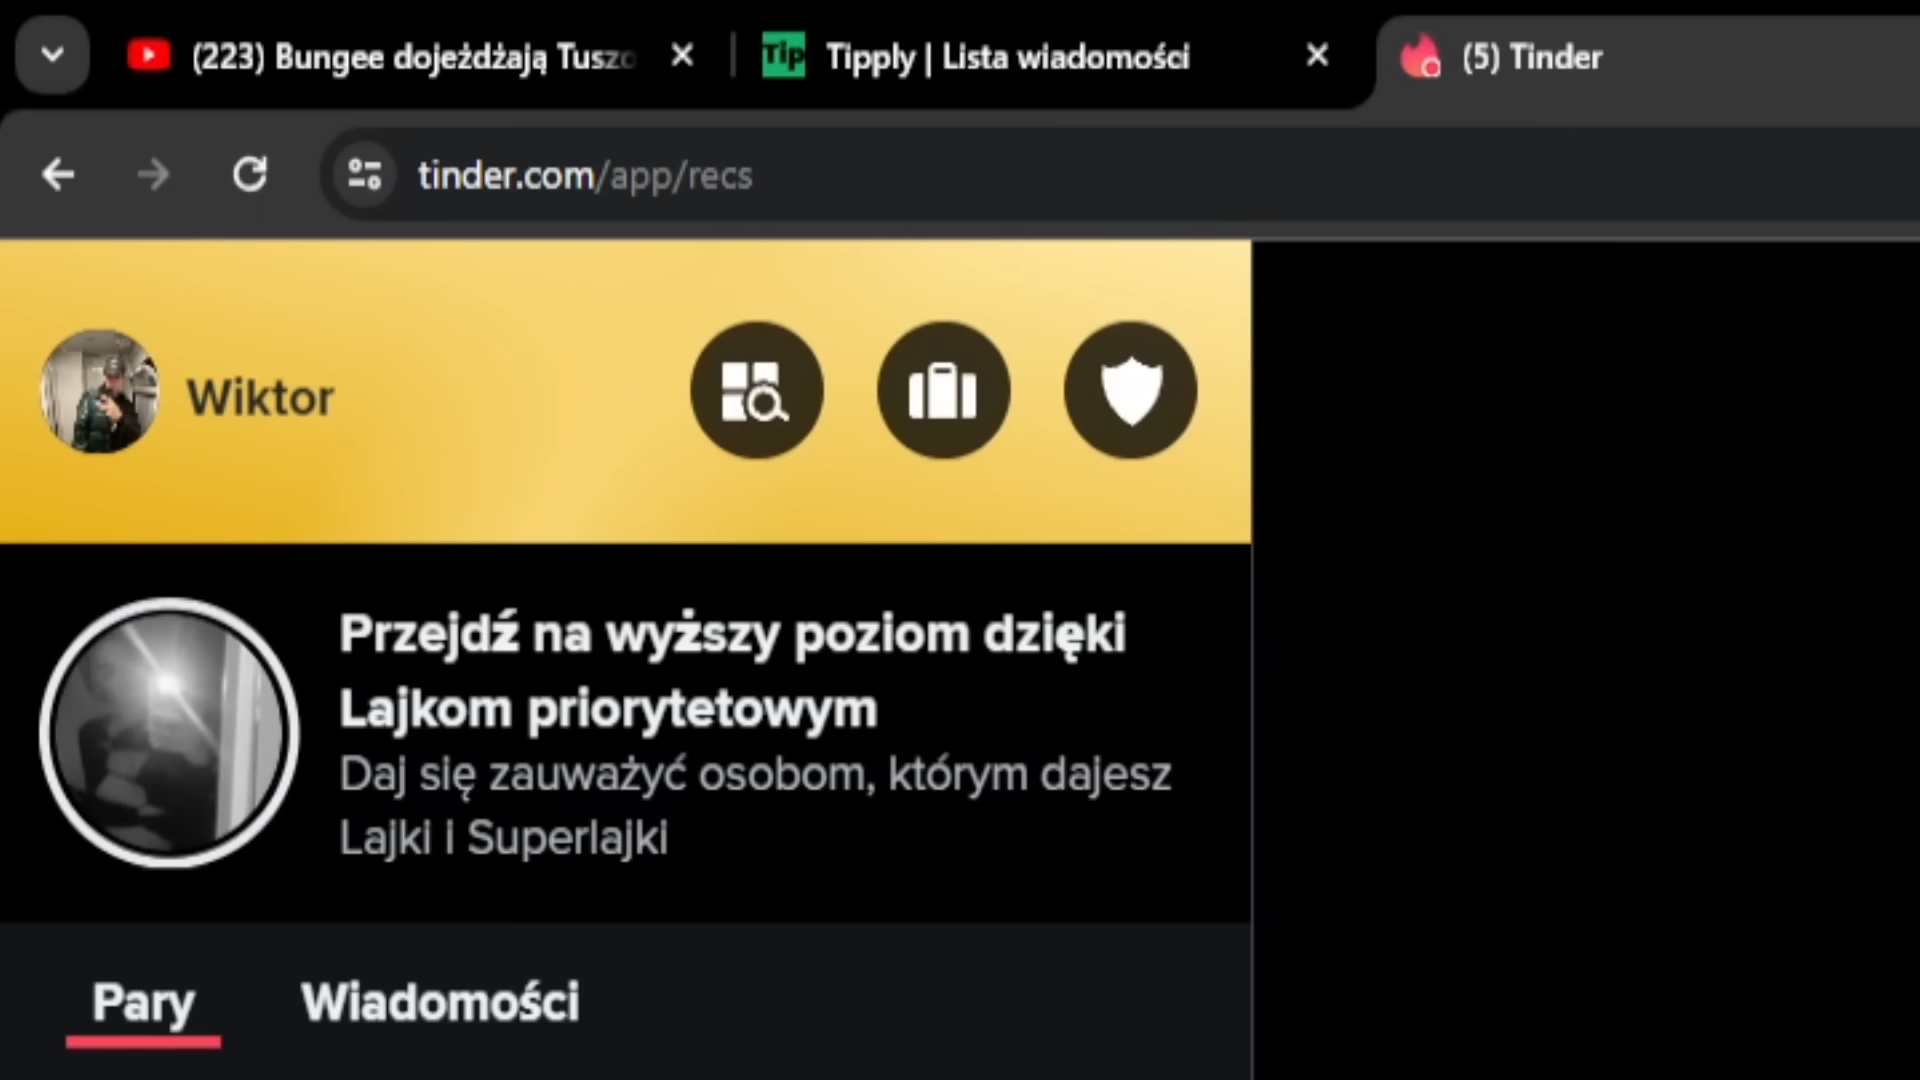 (223) Bungee dojeżdżają Tuszo
Tip
Tipply | Lista wiadomości
(5) Tinder
tinder.com/app/recs
Wiktor
Przejdź na wyższy poziom dzięki
Lajkom priorytetowym
Daj się zauważyć osobom, którym dajesz
Lajki i Superlajki
Pary
Wiadomości